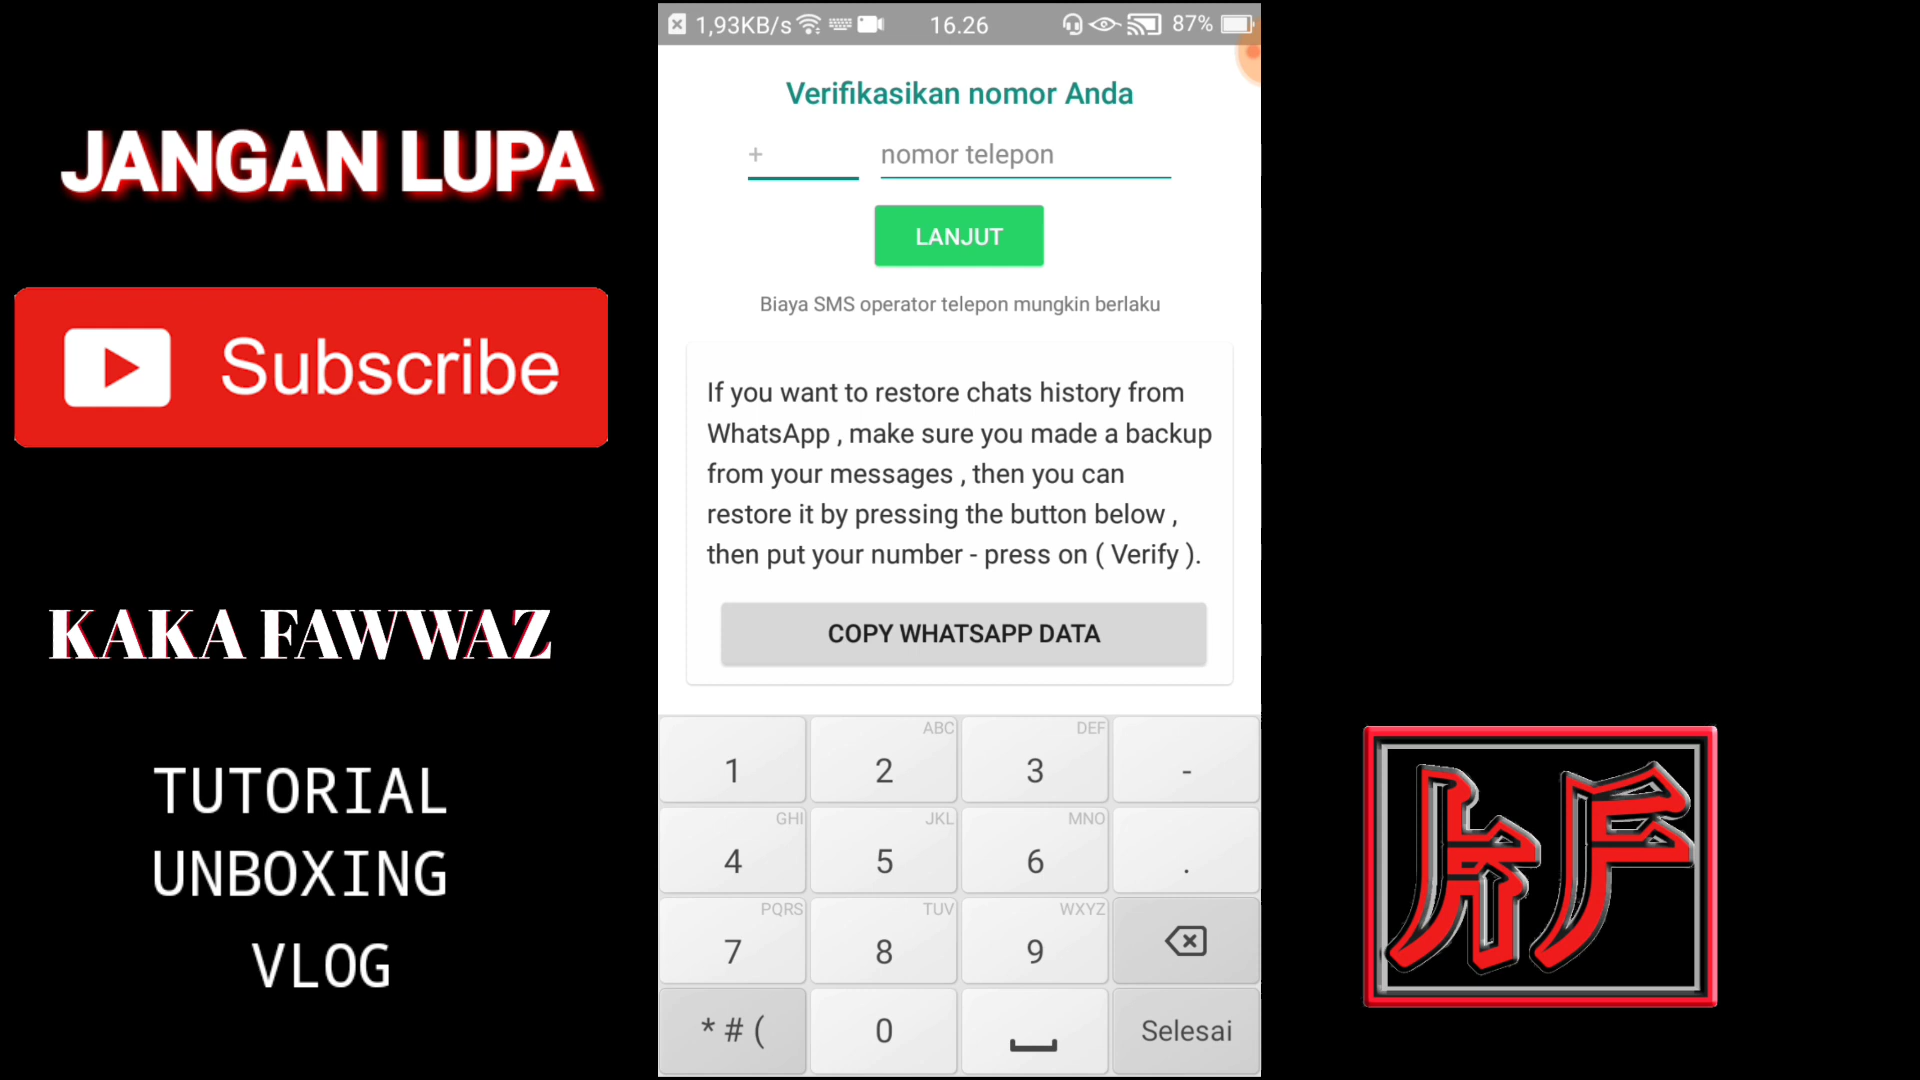 JANGAN LUPA
Subscribe
KAKA FAWWAZ
TUTORIAL
UNBOXING
VLOG
1,93KB/s 16.26 87%
Verifikasikan nomor Anda
+ nomor telepon
LANJUT
Biaya SMS operator telepon mungkin berlaku
If you want to restore chats history from
WhatsApp , make sure you made a backup
from your messages , then you can
restore it by pressing the button below ,
then put your number - press on ( Verify ).
COPY WHATSAPP DATA
1 2 ABC 3 DEF -
4 GHI 5 JKL 6 MNO .
7 PQRS 8 TUV 9 WXYZ
* # ( 0 Selesai
KF